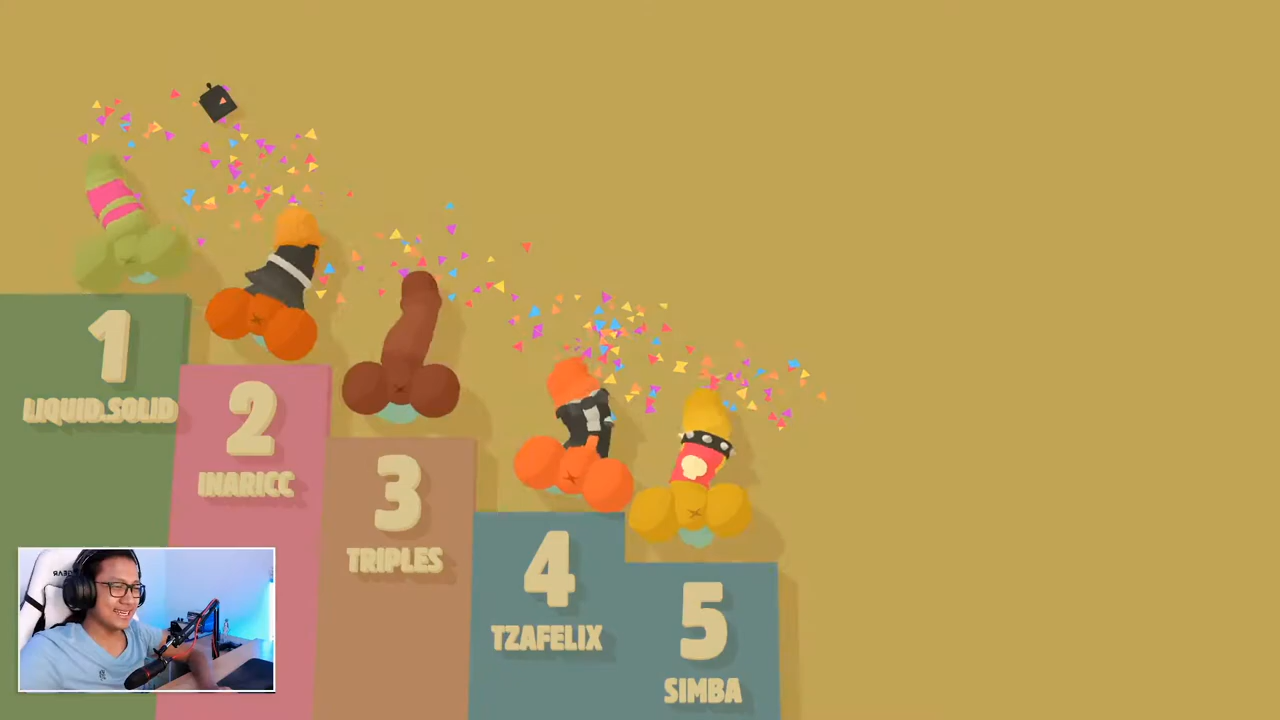 1
LIQUID.SOLID
2
INARICC
3
TRIPLES
4
TZAFELIX
5
SIMBA